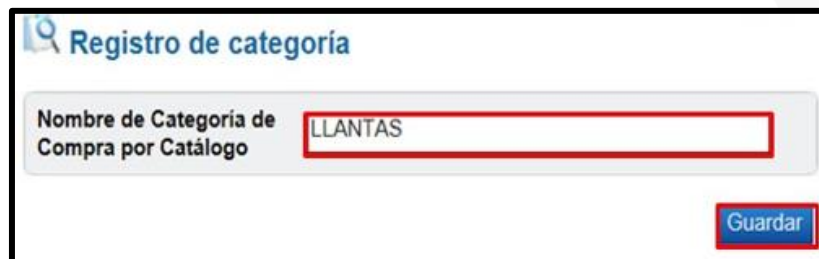 Registro de categoría
Nombre de Categoría de
Compra por Catálogo
LLANTAS
Guardar